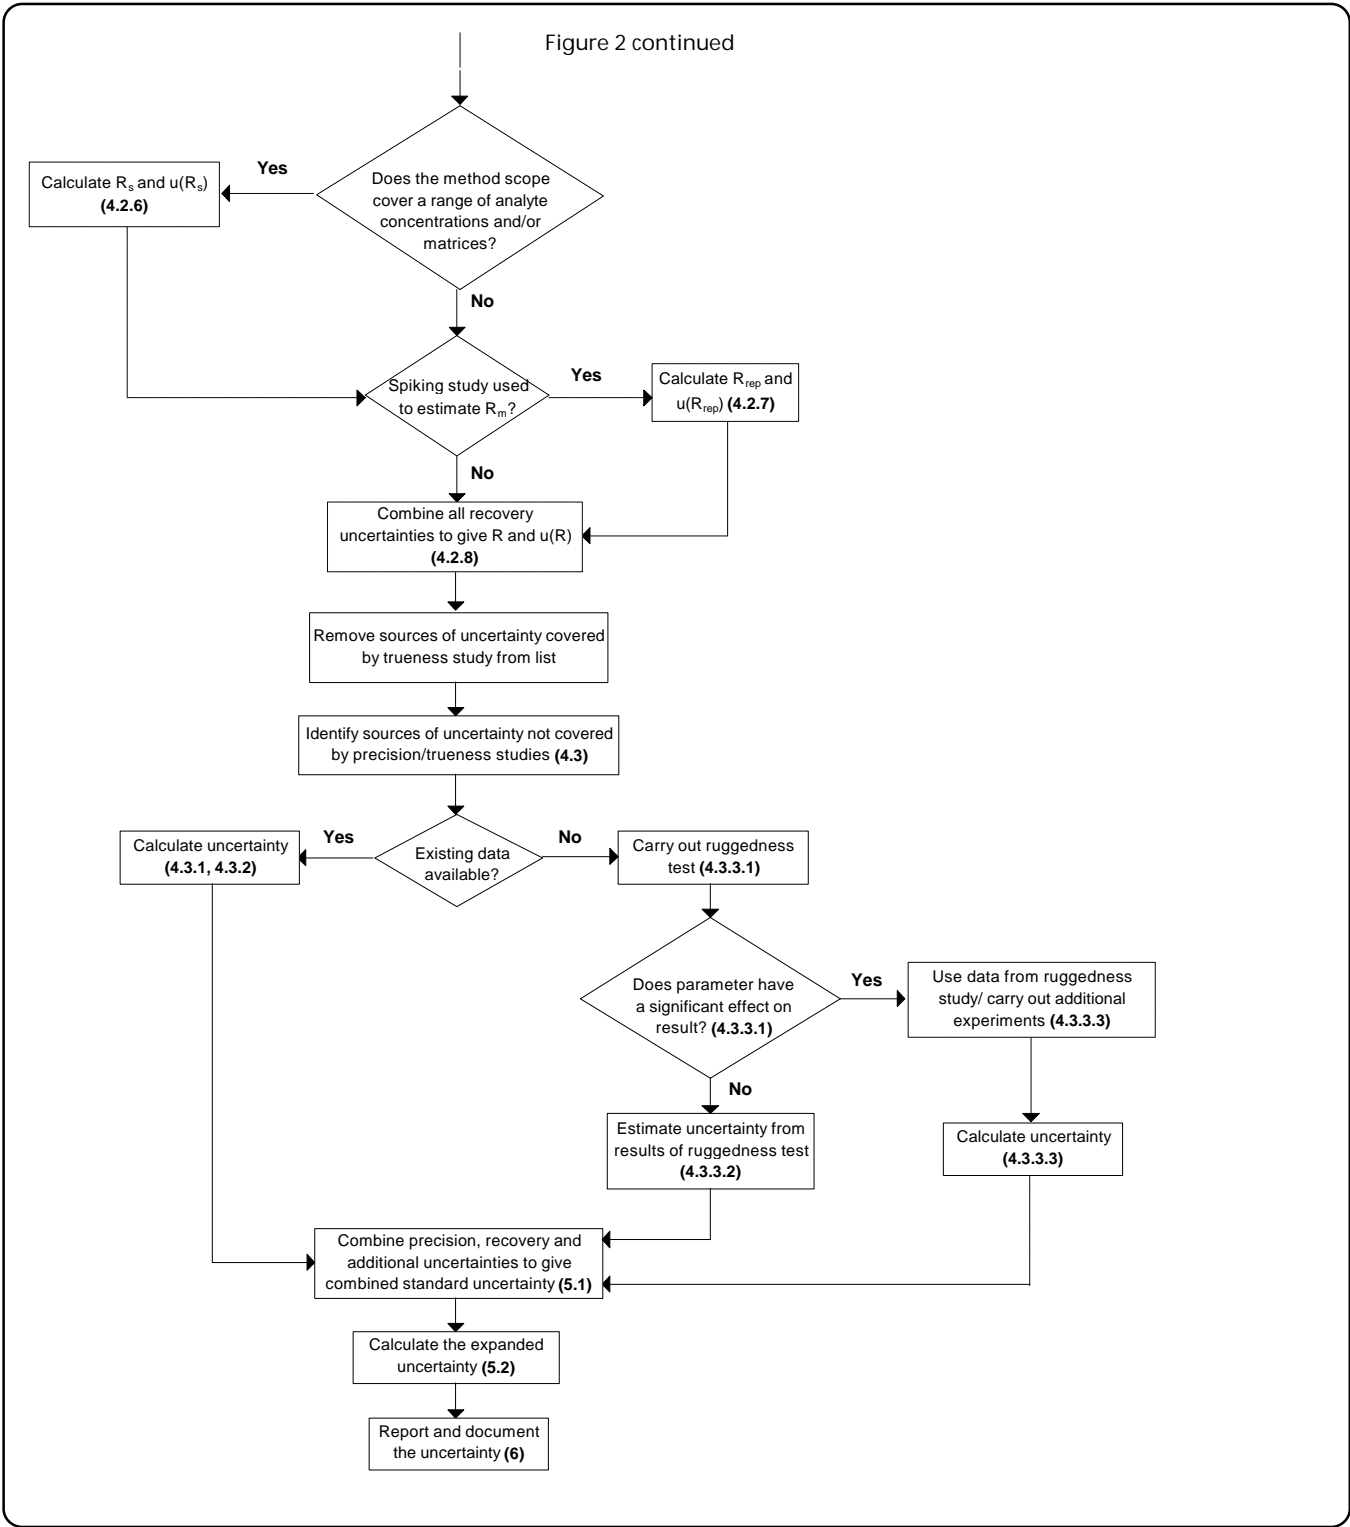 Figure 2 continued
Yes
Calculate Rs and u(Rs)
(4.2.6)
Does the method scope
cover a range of analyte
concentrations and/or
matrices?
No
Spiking study used
to estimate Rm?
Yes
Calculate Rrep and
u(Rrep) (4.2.7)
No
Combine all recovery
uncertainties to give R and u(R)
(4.2.8)
Remove sources of uncertainty covered
by trueness study from list
Identify sources of uncertainty not covered
by precision/trueness studies (4.3)
Calculate uncertainty
(4.3.1, 4.3.2)
Yes
Existing data
available?
No
Carry out ruggedness
test (4.3.3.1)
Does parameter have
a significant effect on
result? (4.3.3.1)
Yes
Use data from ruggedness
study/ carry out additional
experiments (4.3.3.3)
No
Estimate uncertainty from
results of ruggedness test
(4.3.3.2)
Calculate uncertainty
(4.3.3.3)
Combine precision, recovery and
additional uncertainties to give
combined standard uncertainty (5.1)
Calculate the expanded
uncertainty (5.2)
Report and document
the uncertainty (6)